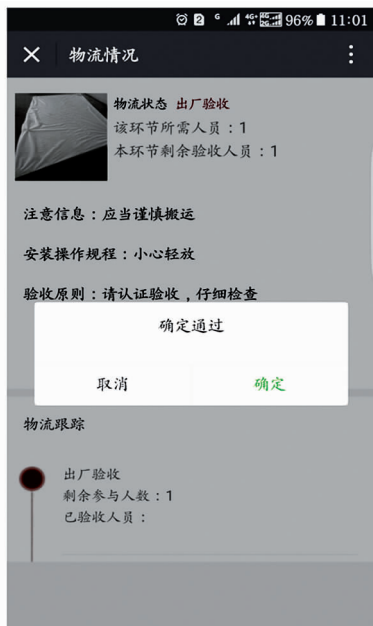 96% 11:01
物流情况
物流状态 出厂验收
该环节所需人员：1
本环节剩余验收人员：1
注意信息：应当谨慎搬运
安装操作规程：小心轻放
验收原则：请认证验收，仔细检查
确定通过
取消 确定
物流跟踪
出厂验收
剩余参与人数：1
已验收人员：